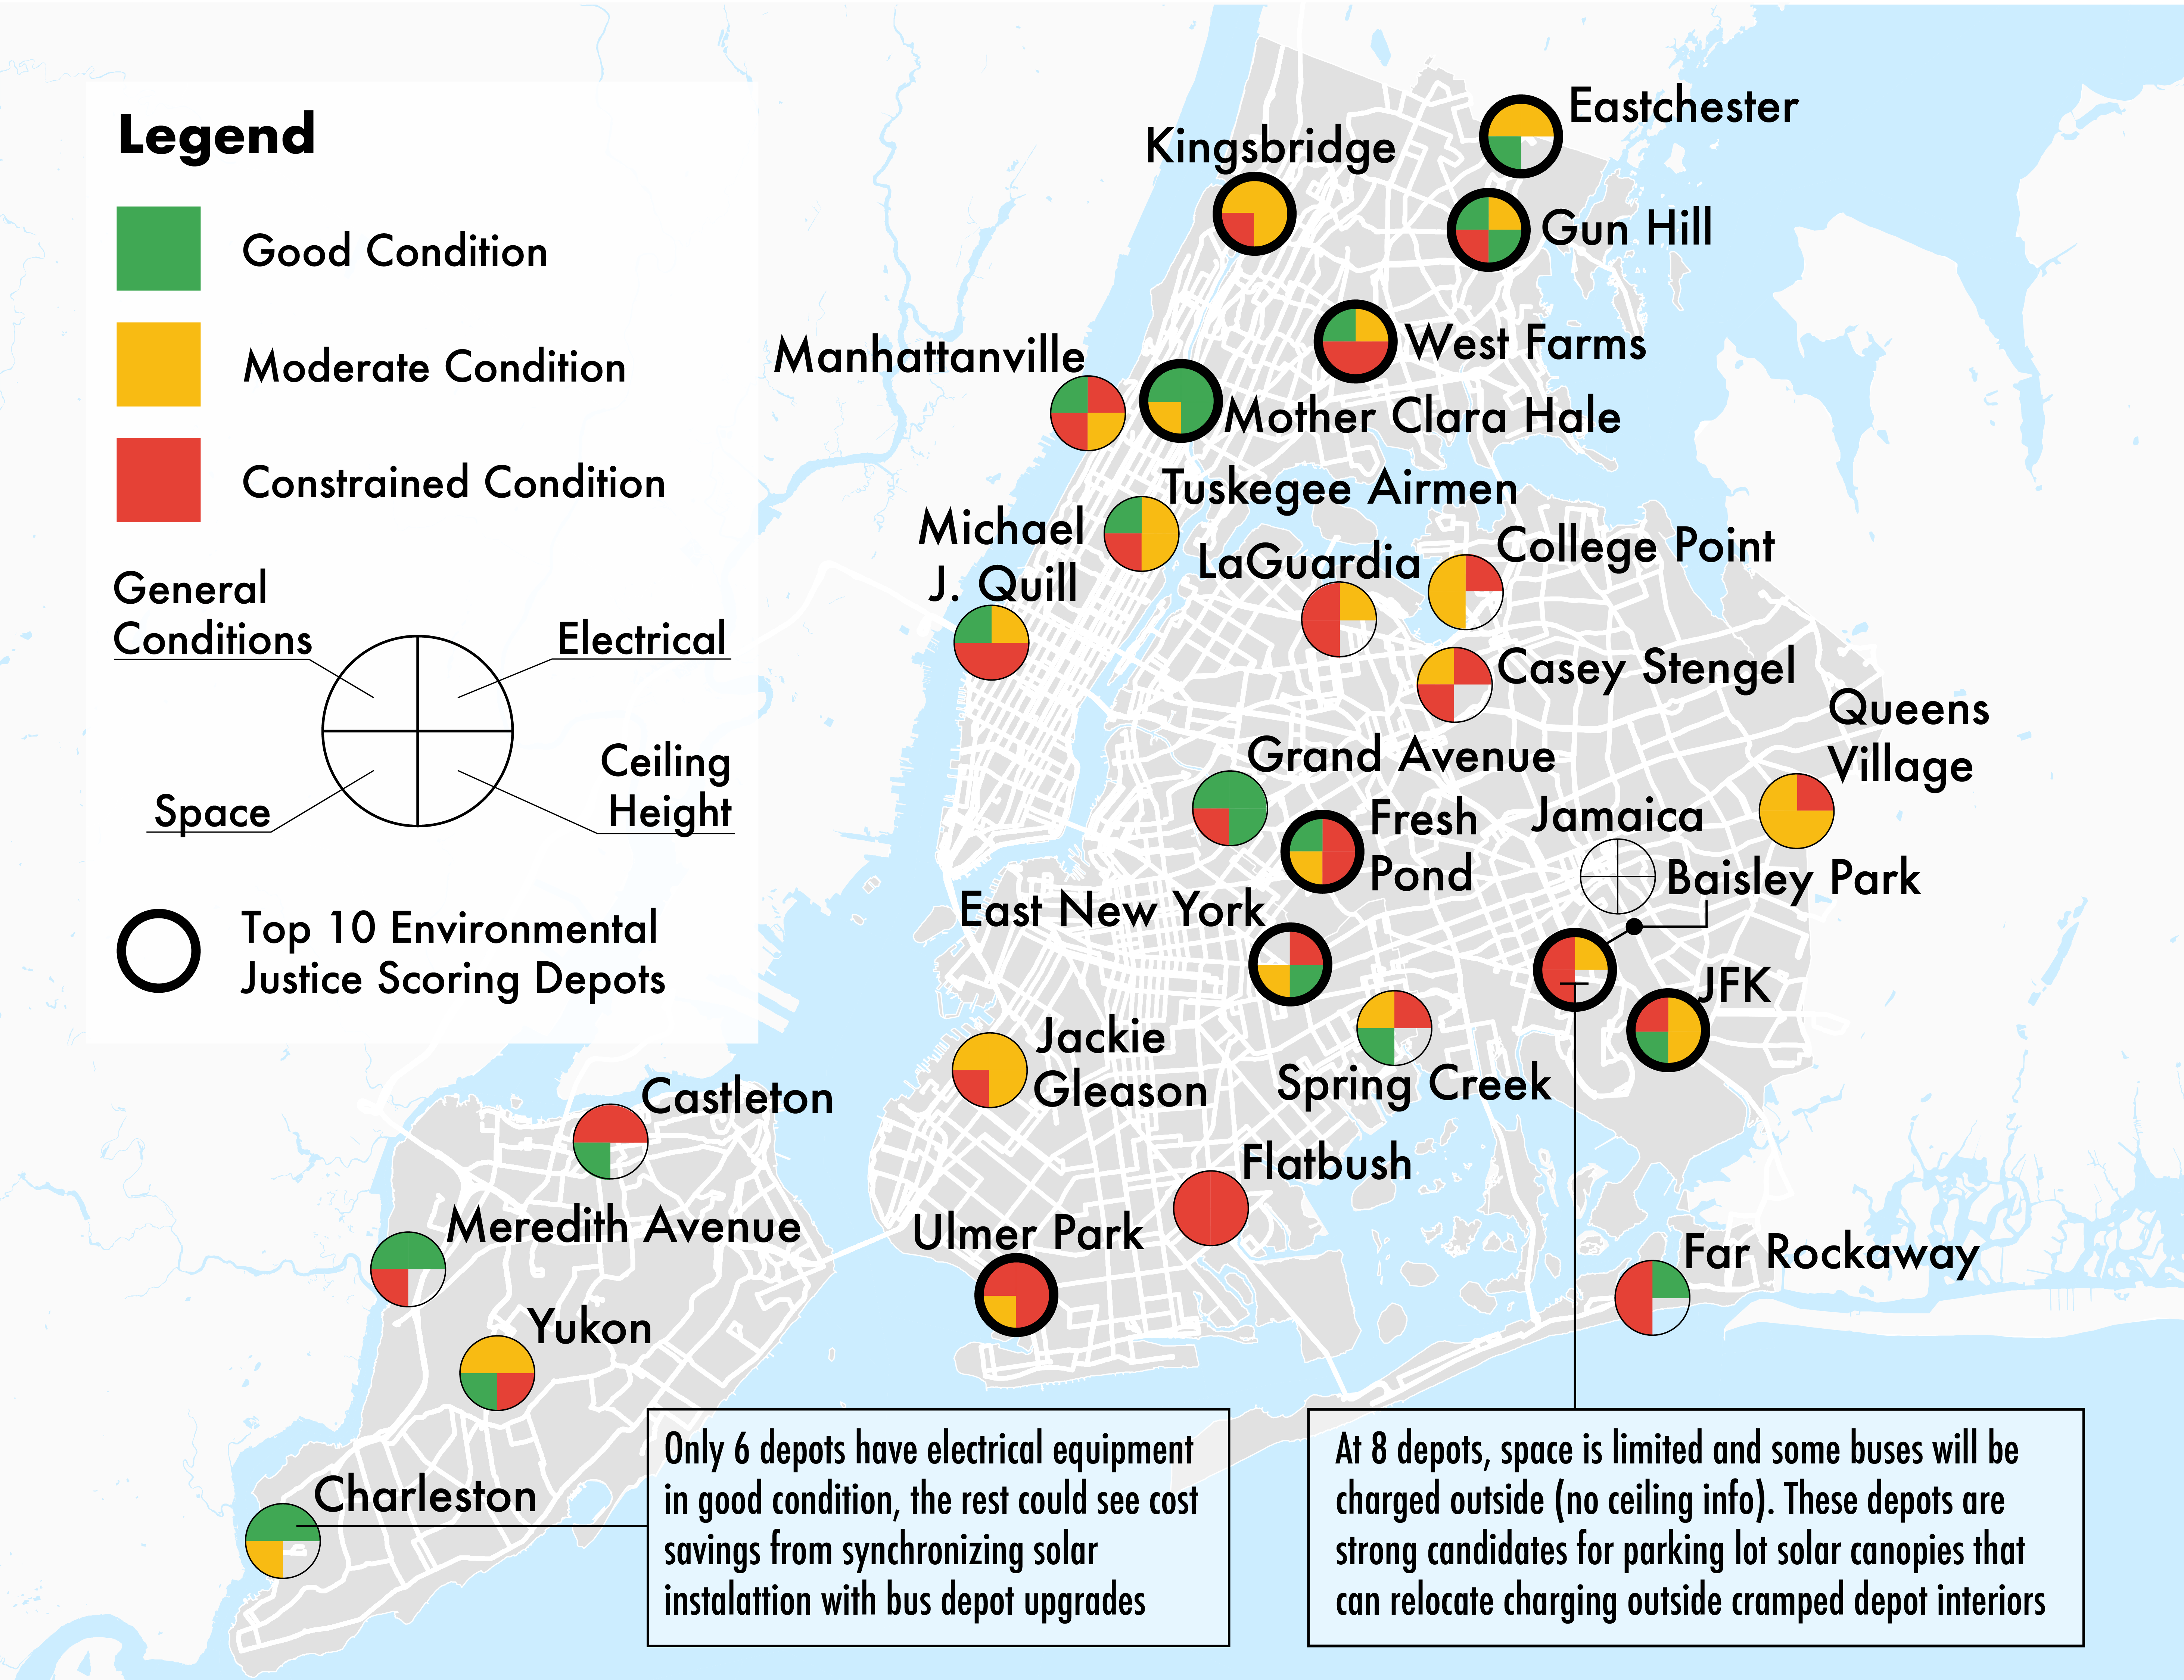 Legend
Good Condition
Moderate Condition
Constrained Condition
General
Conditions
Electrical
Space
Ceiling
Height
Top 10 Environmental
Justice Scoring Depots
Eastchester
Kingsbridge
Gun Hill
West Farms
Manhattanville
Mother Clara Hale
Tuskegee Airmen
Michael
J. Quill
LaGuardia
College Point
Casey Stengel
Queens
Village
Grand Avenue
Fresh
Pond
Jamaica
Baisley Park
East New York
JFK
Jackie
Gleason
Spring Creek
Castleton
Flatbush
Meredith Avenue
Ulmer Park
Far Rockaway
Yukon
Charleston
Only 6 depots have electrical equipment
in good condition, the rest could see cost
savings from synchronizing solar
instalattion with bus depot upgrades
At 8 depots, space is limited and some buses will be
charged outside (no ceiling info). These depots are
strong candidates for parking lot solar canopies that
can relocate charging outside cramped depot interiors